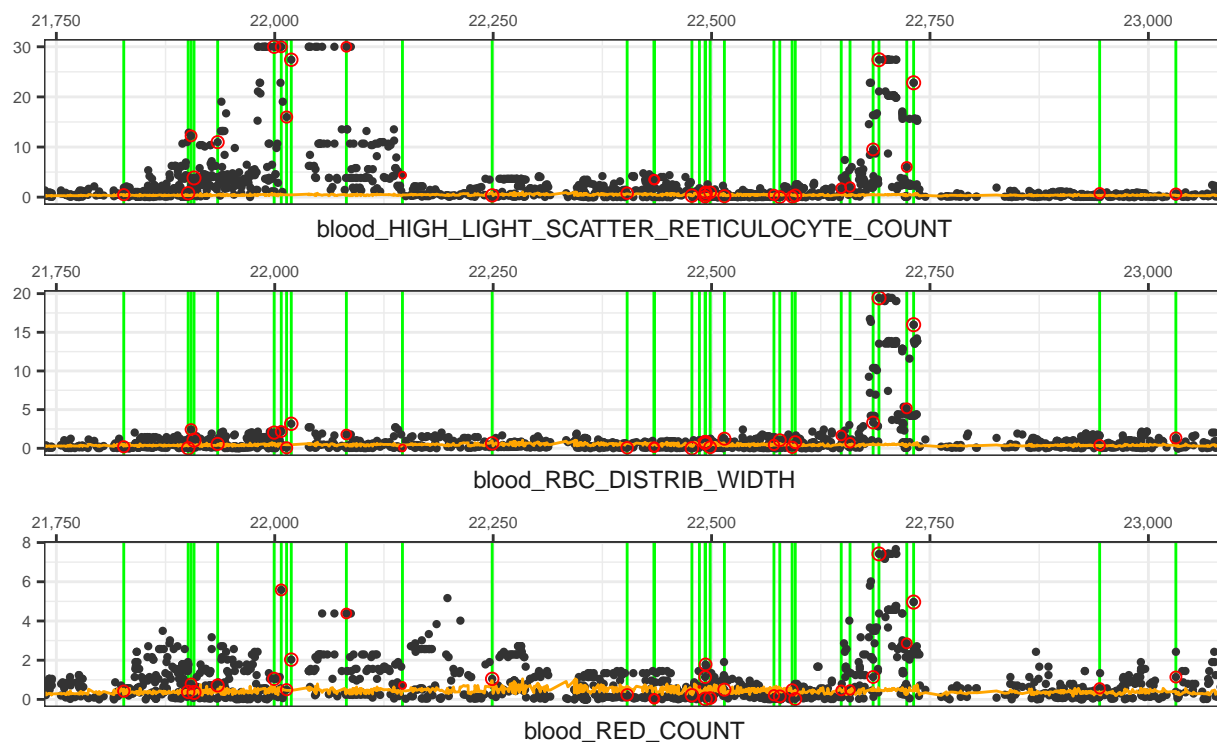 21,750 22,000 22,250 22,500 22,750 23,000
30
20
10
0
blood_HIGH_LIGHT_SCATTER_RETICULOCYTE_COUNT
21,750 22,000 22,250 22,500 22,750 23,000
20
15
10
5
0
blood_RBC_DISTRIB_WIDTH
21,750 22,000 22,250 22,500 22,750 23,000
8
6
4
2
0
blood_RED_COUNT